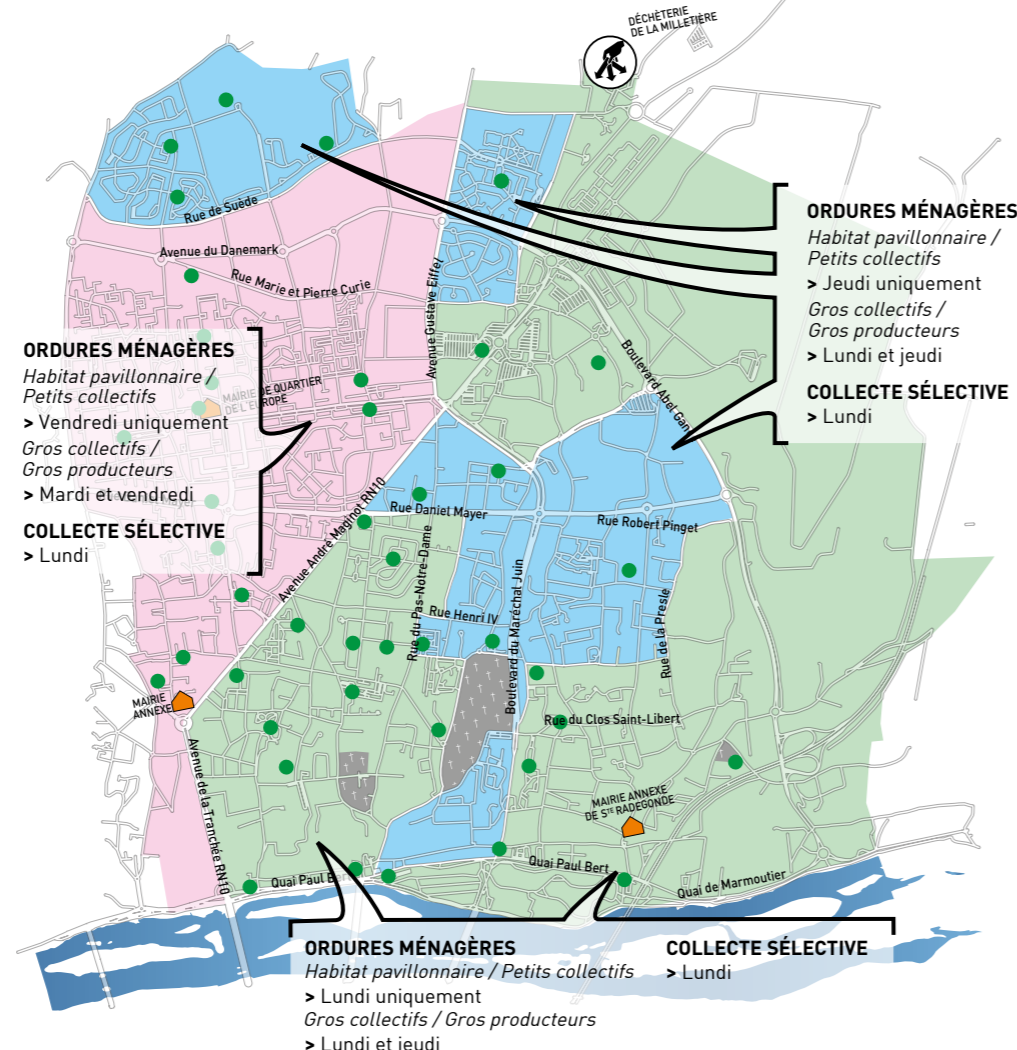 DÉCHÈTERIE
DE LA MILLETIÈRE
Rue de Suède
Avenue du Danemark
Rue Marie et Pierre Curie
Avenue Gustave Eiffel
Boulevard Abel Gan
ORDURES MÉNAGÈRES
Habitat pavillonnaire /
Petits collectifs
> Jeudi uniquement
Gros collectifs /
Gros producteurs
> Lundi et jeudi
COLLECTE SÉLECTIVE
> Lundi
ORDURES MÉNAGÈRES
Habitat pavillonnaire /
Petits collectifs
> Vendredi uniquement
Gros collectifs /
Gros producteurs
> Mardi et vendredi
COLLECTE SÉLECTIVE
> Lundi
MAIRIE DE QUARTIER
DE L'EUROPE
Mayer
Avenue André Maginot RN10
Rue Daniel Mayer
Rue Robert Pinget
Rue du Pas-Notre-Dame
Rue Henri IV
Boulevard du Maréchal Juin
Rue de la Presle
MAIRIE
ANNEXE
Rue du Clos Saint-Libert
Avenue de la Tranchée RN10
MAIRIE ANNEXE
DE STE RADEGONDE
Quai Paul Bert
Quai Paul Bert
Quai de Marmoutier
ORDURES MÉNAGÈRES
Habitat pavillonnaire / Petits collectifs
> Lundi uniquement
Gros collectifs / Gros producteurs
> Lundi et jeudi
COLLECTE SÉLECTIVE
> Lundi